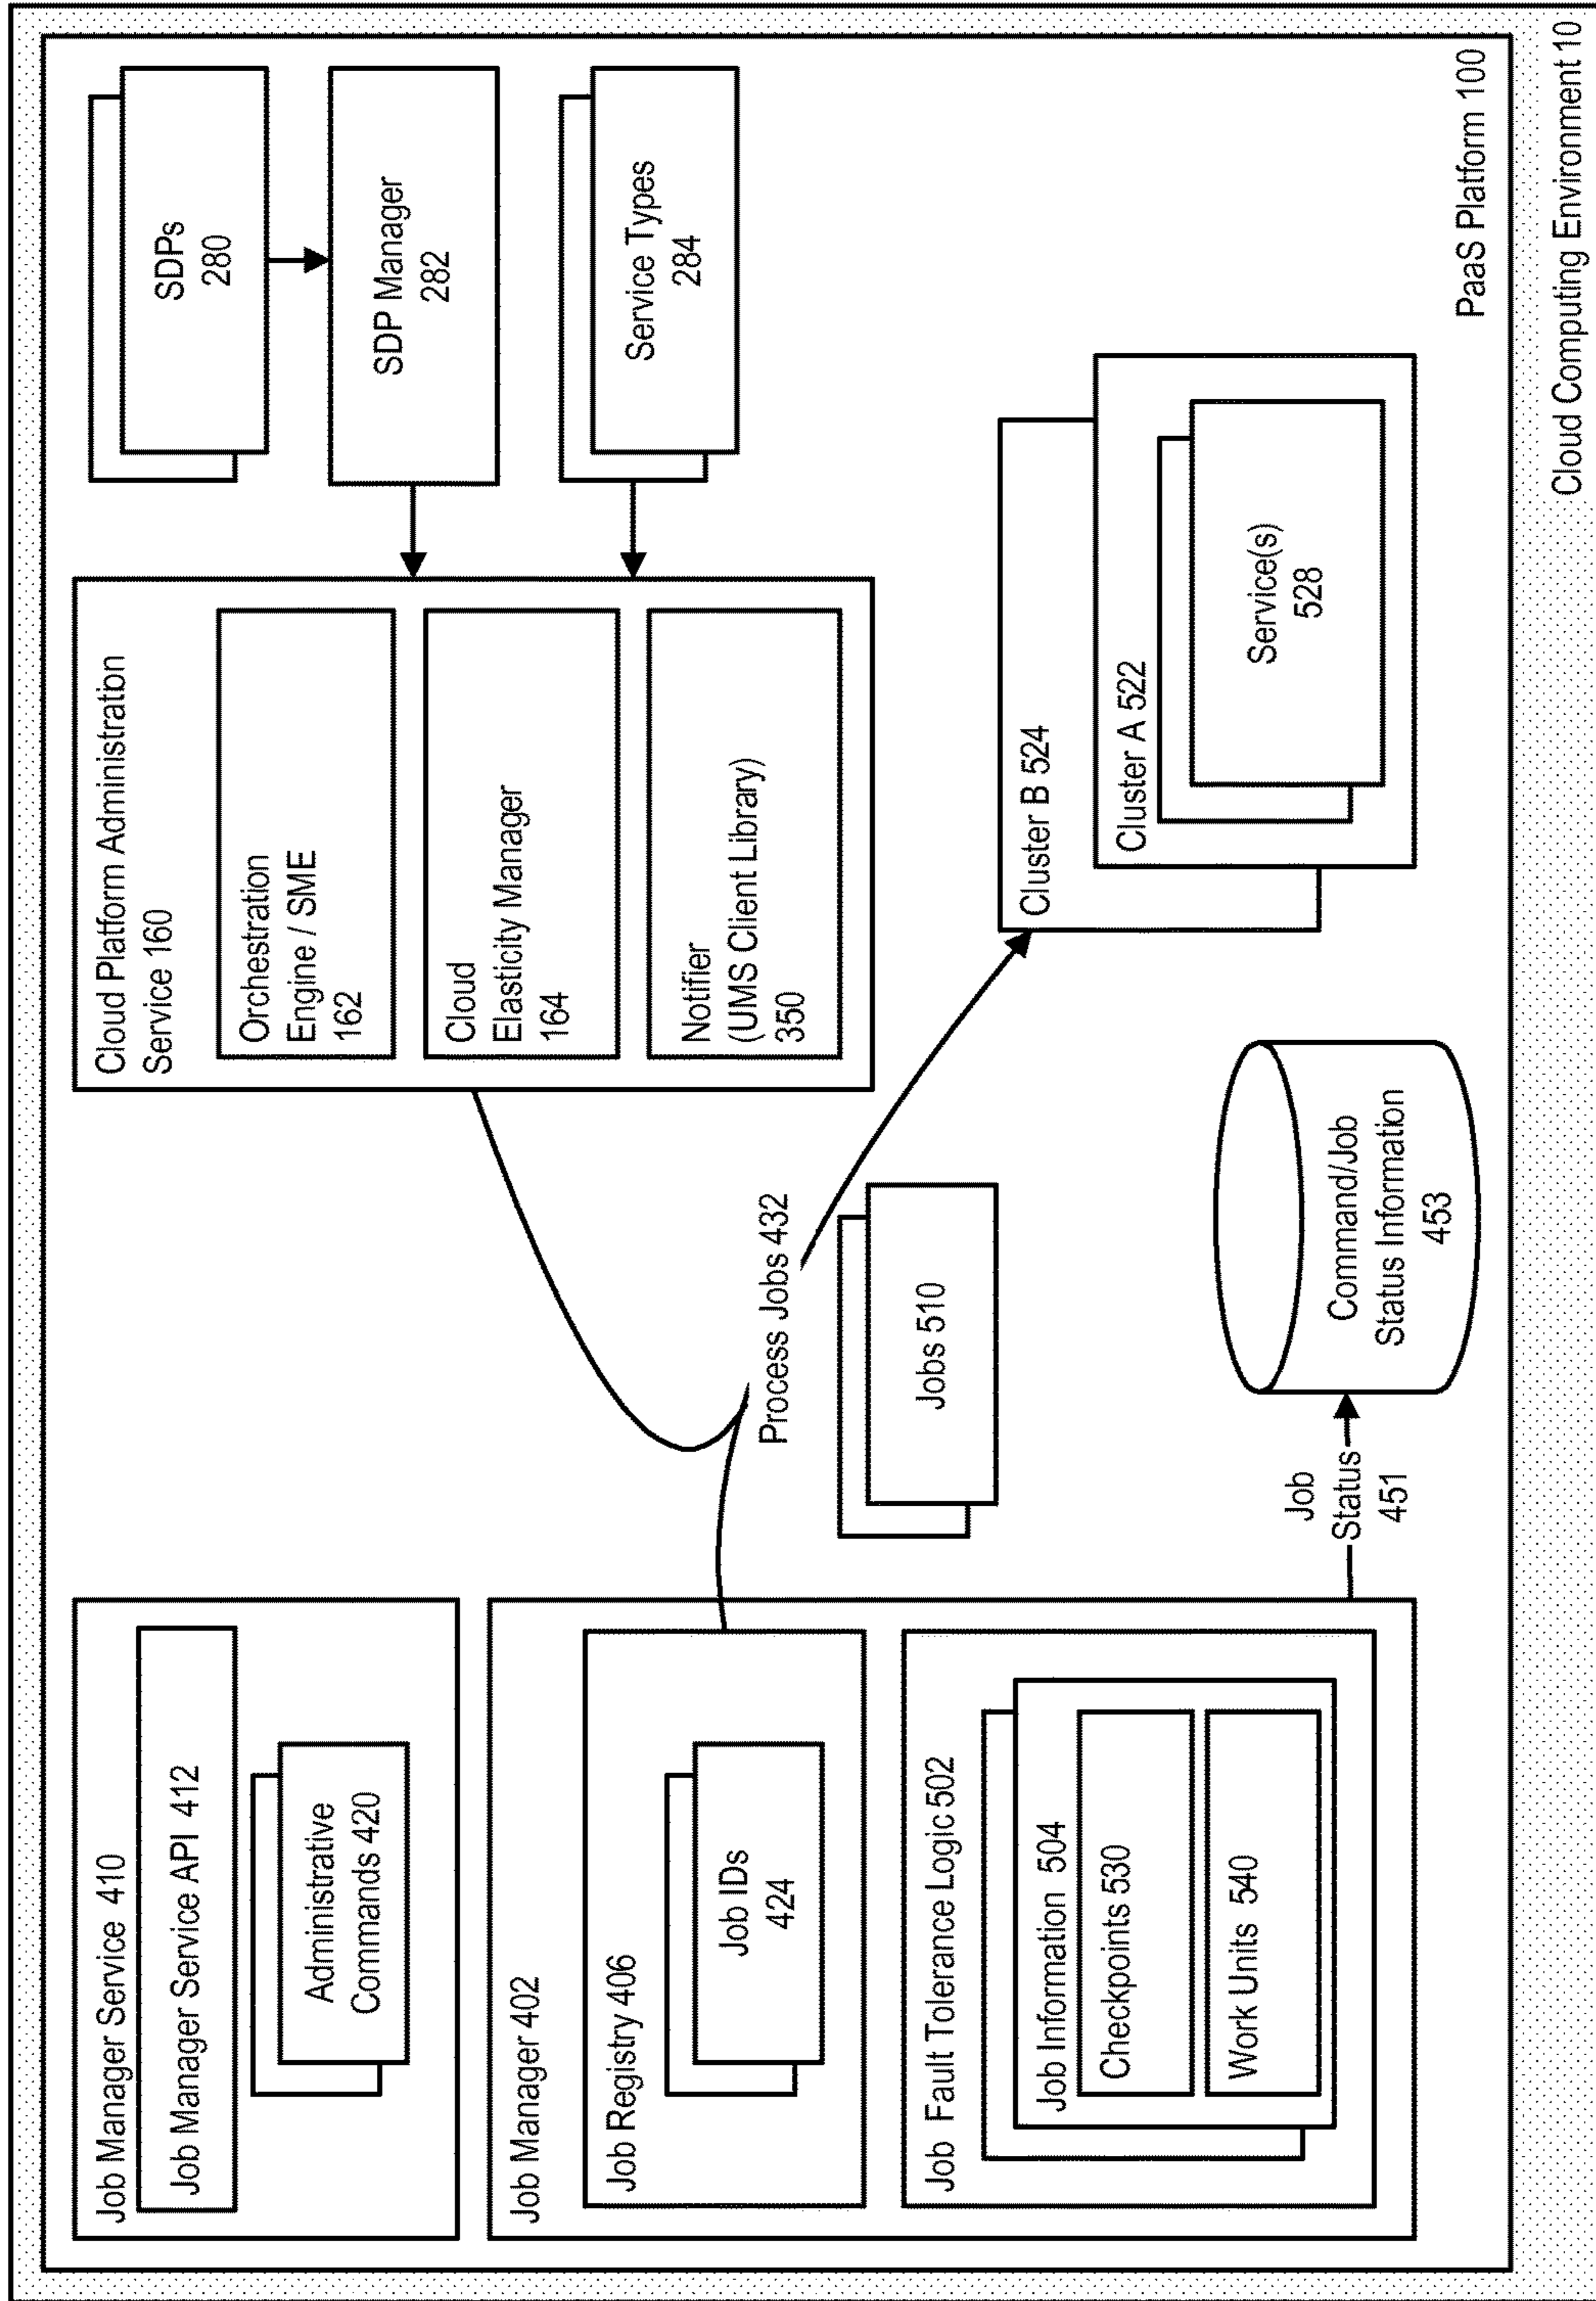 Job Manager Service 410
Job Manager Service API 412
Administrative
Commands 420
Job Manager 402
Job Registry 406
Job IDs
424
Job Fault Tolerance Logic 502
Job Information 504
Checkpoints 530
Work Units 540
Cloud Platform Administration
Service 160
Orchestration
Engine / SME
162
Cloud
Elasticity Manager
164
Notifier
(UMS Client Library)
350
SDPs
280
SDP Manager
282
Service Types
284
Process Jobs 432
Jobs 510
Cluster B 524
Cluster A 522
Service(s)
528
Job
Status
451
Command/Job
Status Information
453
PaaS Platform 100
Cloud Computing Environment 10